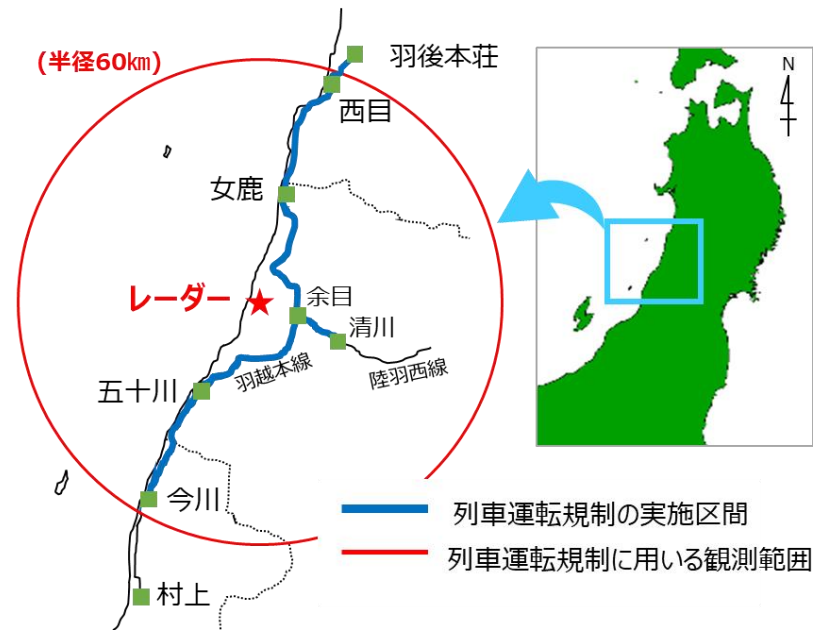 (半径60㎞)
羽後本荘
西目
女鹿
レーダー
余目
清川
羽越本線
陸羽西線
五十川
今川
村上
N
列車運転規制の実施区間
列車運転規制に用いる観測範囲